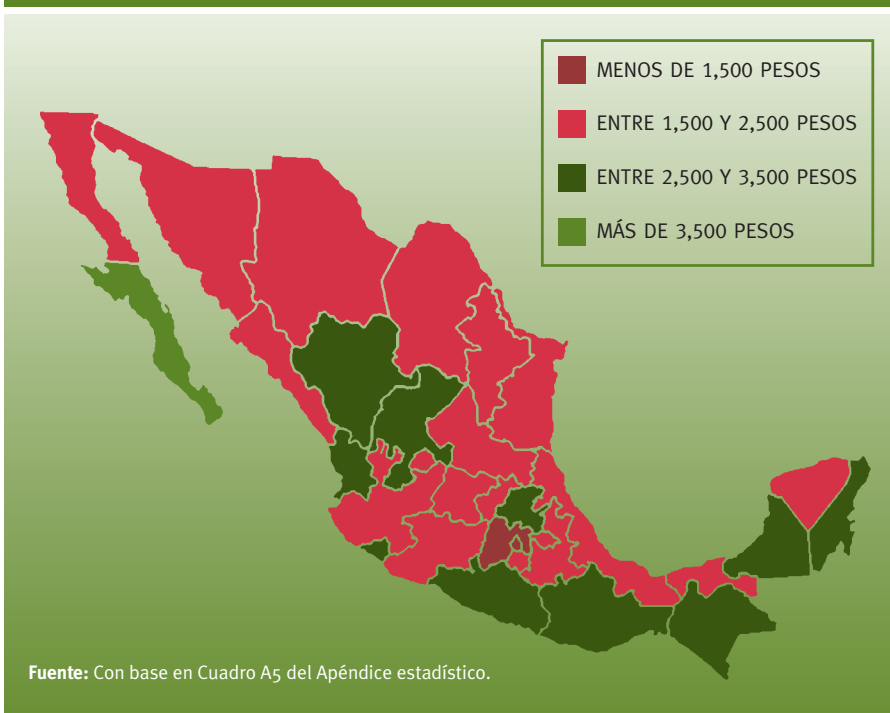 MENOS DE 1,500 PESOS
ENTRE 1,500 Y 2,500 PESOS
ENTRE 2,500 Y 3,500 PESOS
MÁS DE 3,500 PESOS
Fuente: Con base en Cuadro A5 del Apéndice estadístico.